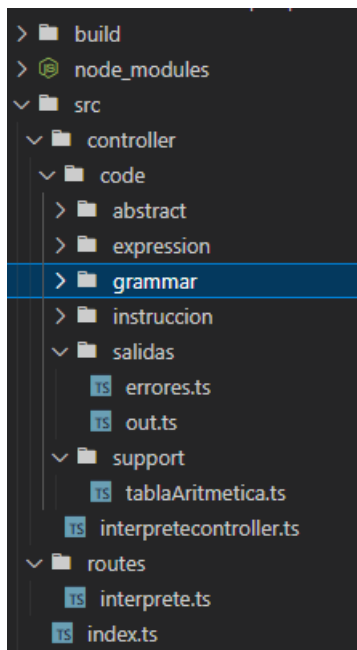 build
node_modules
src
controller
code
abstract
expression
grammar
instruccion
salidas
TS errores.ts
TS out.ts
support
TS tablaAritmetica.ts
TS interpretecontroller.ts
routes
TS interprete.ts
TS index.ts